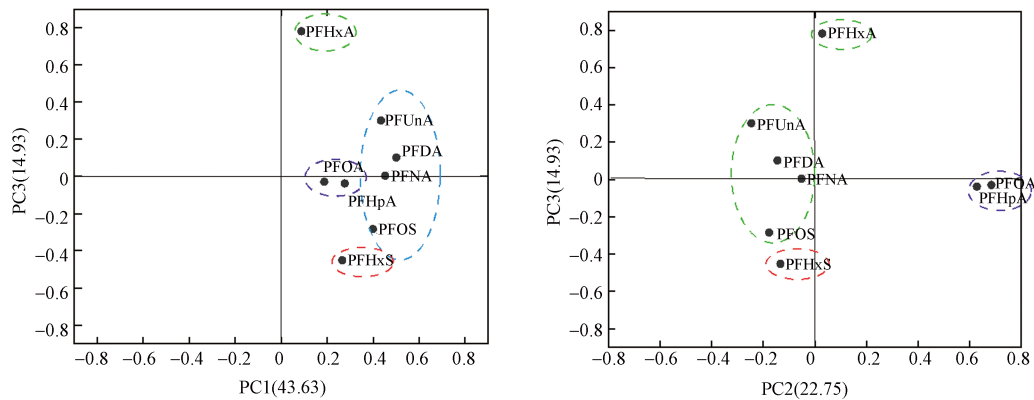 0.8
0.6
0.4
0.2
0
−0.2
−0.4
−0.6
−0.8
PC3(14.93)
PFHxA
PFUnA
PFDA
PFOA
PFNA
PFHpA
PFOS
PFHxS
−0.8 −0.6 −0.4 −0.2 0 0.2 0.4 0.6 0.8
PC1(43.63)
0.8
0.6
0.4
0.2
0
−0.2
−0.4
−0.6
−0.8
PC3(14.93)
PFHxA
PFUnA
PFDA
PFNA
PFOA
PFHpA
PFOS
PFHxS
−0.8 −0.6 −0.4 −0.2 0 0.2 0.4 0.6 0.8
PC2(22.75)